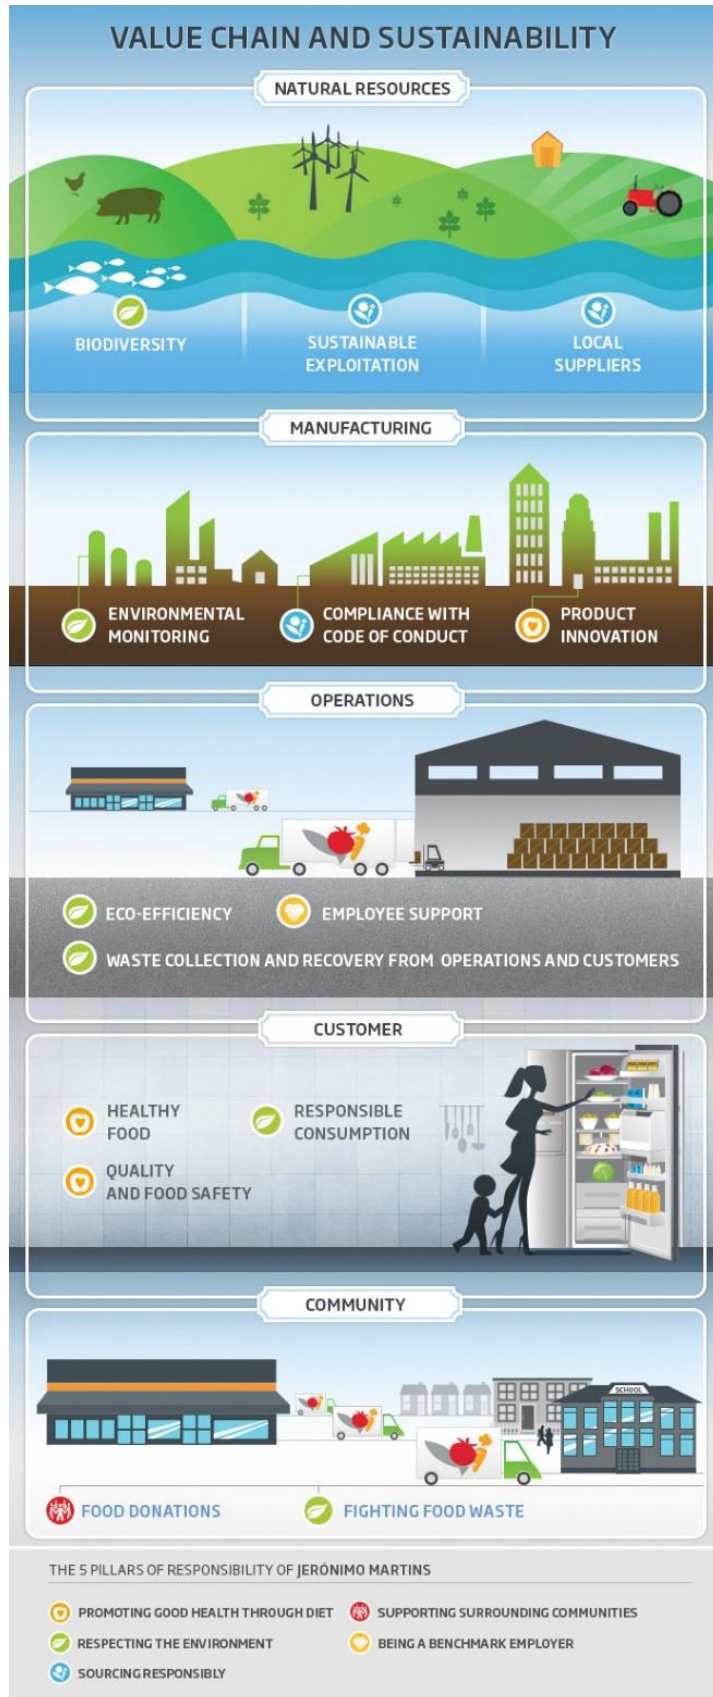 VALUE CHAIN AND SUSTAINABILITY
NATURAL RESOURCES
BIODIVERSITY
SUSTAINABLE
EXPLOITATION
LOCAL
SUPPLIERS
MANUFACTURING
ENVIRONMENTAL
MONITORING
COMPLIANCE WITH
CODE OF CONDUCT
PRODUCT
INNOVATION
OPERATIONS
ECO-EFFICIENCY
EMPLOYEE SUPPORT
WASTE COLLECTION AND RECOVERY FROM OPERATIONS AND CUSTOMERS
CUSTOMER
HEALTHY
FOOD
RESPONSIBLE
CONSUMPTION
QUALITY
AND FOOD SAFETY
COMMUNITY
SCHOOL
FOOD DONATIONS
FIGHTING FOOD WASTE
THE 5 PILLARS OF RESPONSIBILITY OF JERÓNIMO MARTINS
PROMOTING GOOD HEALTH THROUGH DIET
SUPPORTING SURROUNDING COMMUNITIES
RESPECTING THE ENVIRONMENT
BEING A BENCHMARK EMPLOYER
SOURCING RESPONSIBLY